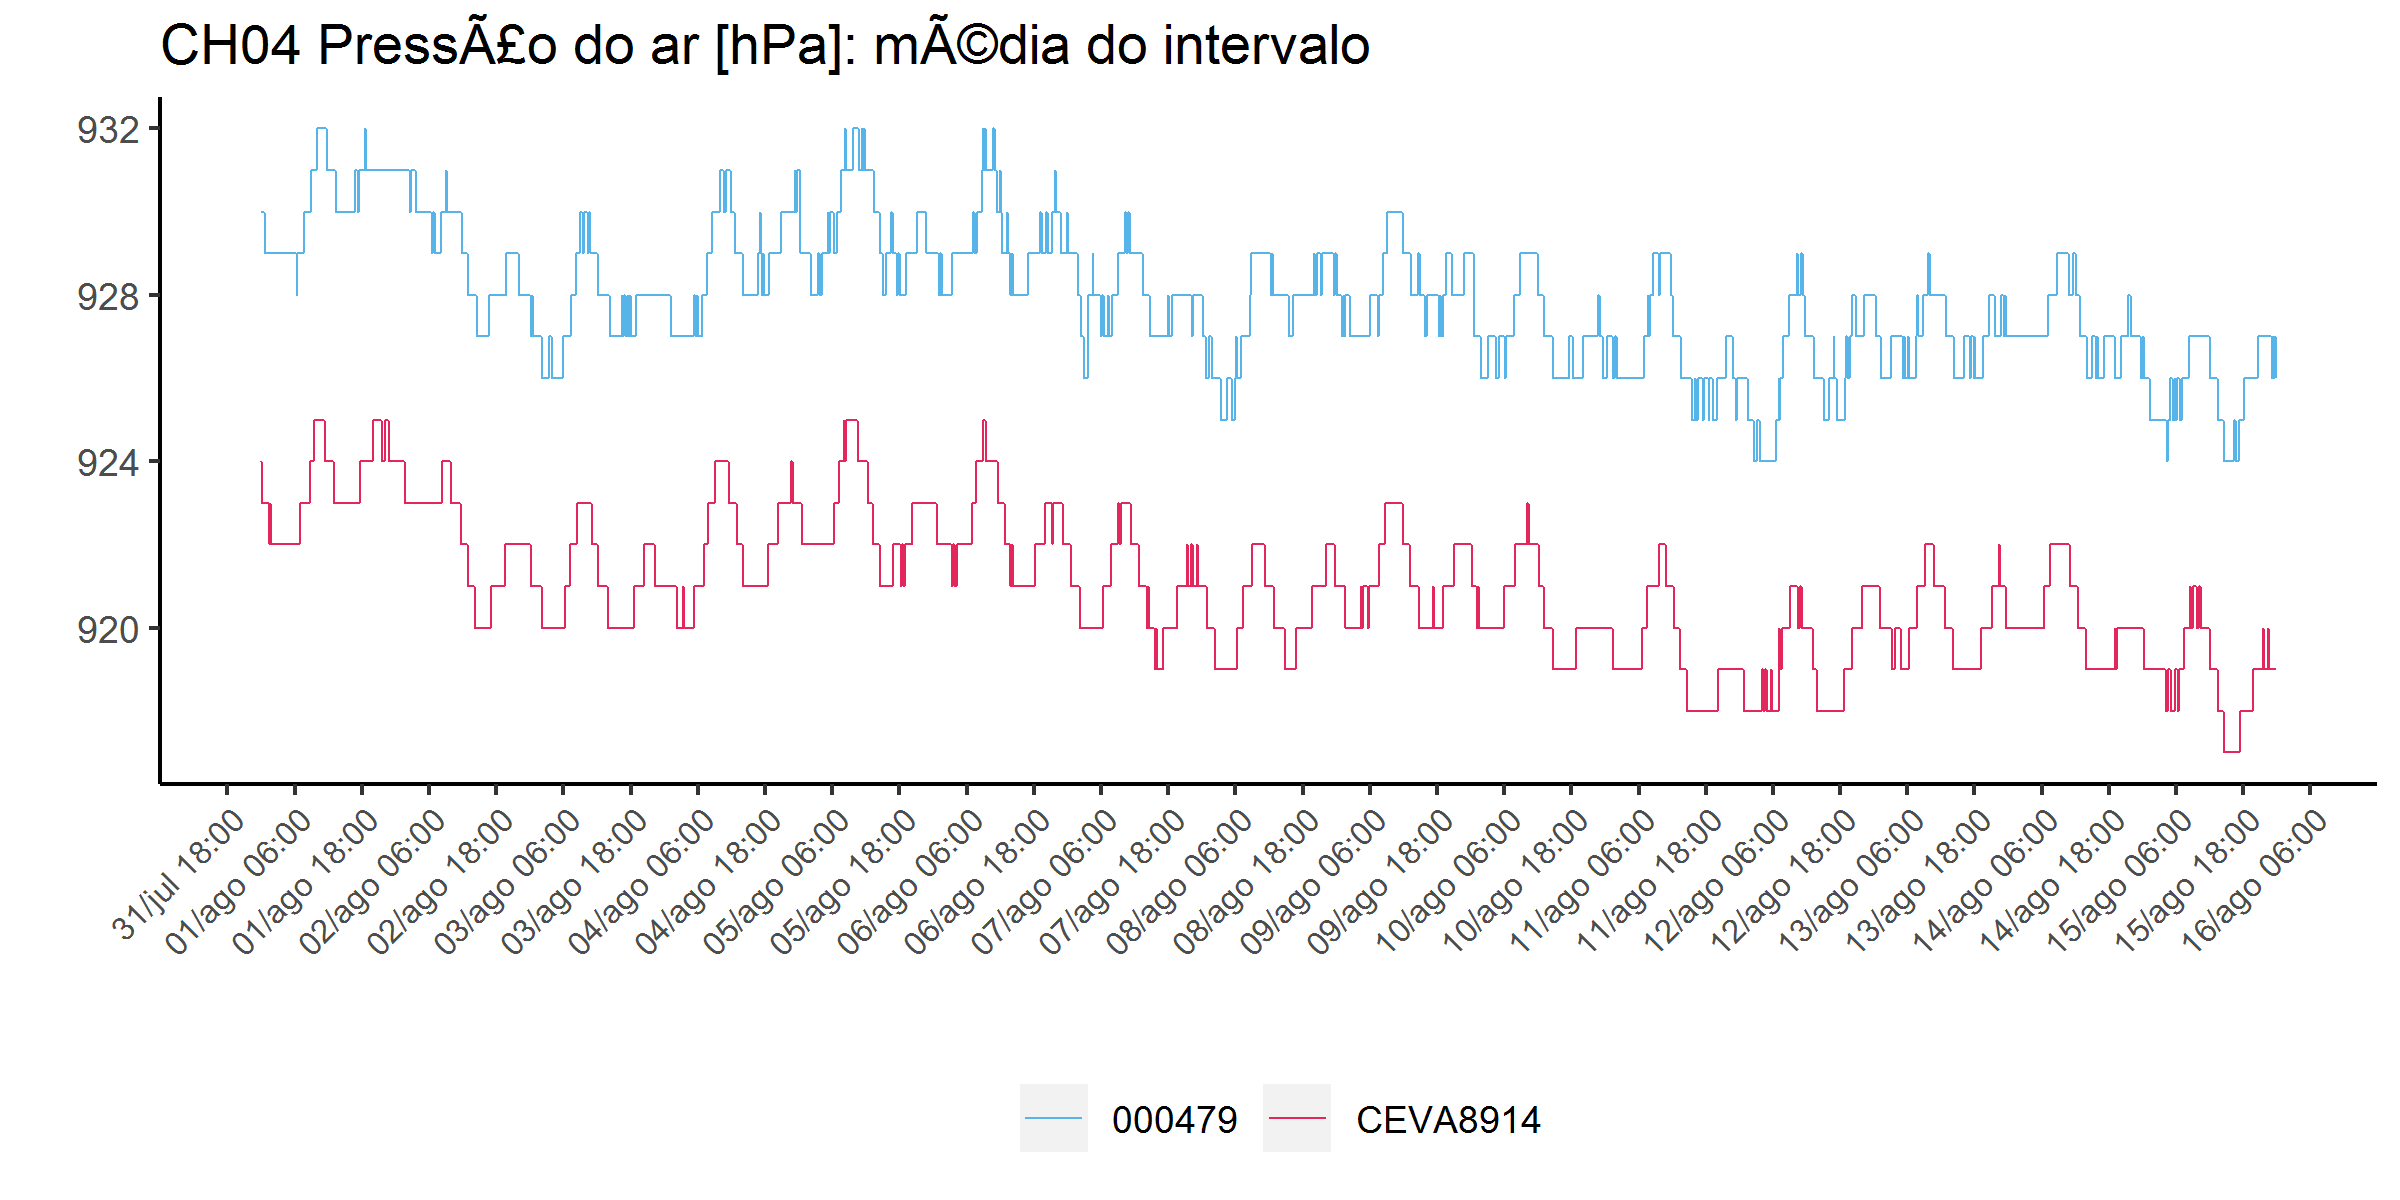 CH04 PressÃ£o do ar [hPa]: mÃ©dia do intervalo
932
928
924
920
31/jul 18:00
01/ago 06:00
01/ago 18:00
02/ago 06:00
02/ago 18:00
03/ago 06:00
03/ago 18:00
04/ago 06:00
04/ago 18:00
05/ago 06:00
05/ago 18:00
06/ago 06:00
06/ago 18:00
07/ago 06:00
07/ago 18:00
08/ago 06:00
08/ago 18:00
09/ago 06:00
09/ago 18:00
10/ago 06:00
10/ago 18:00
11/ago 06:00
11/ago 18:00
12/ago 06:00
12/ago 18:00
13/ago 06:00
13/ago 18:00
14/ago 06:00
14/ago 18:00
15/ago 06:00
15/ago 18:00
16/ago 06:00
000479
CEVA8914